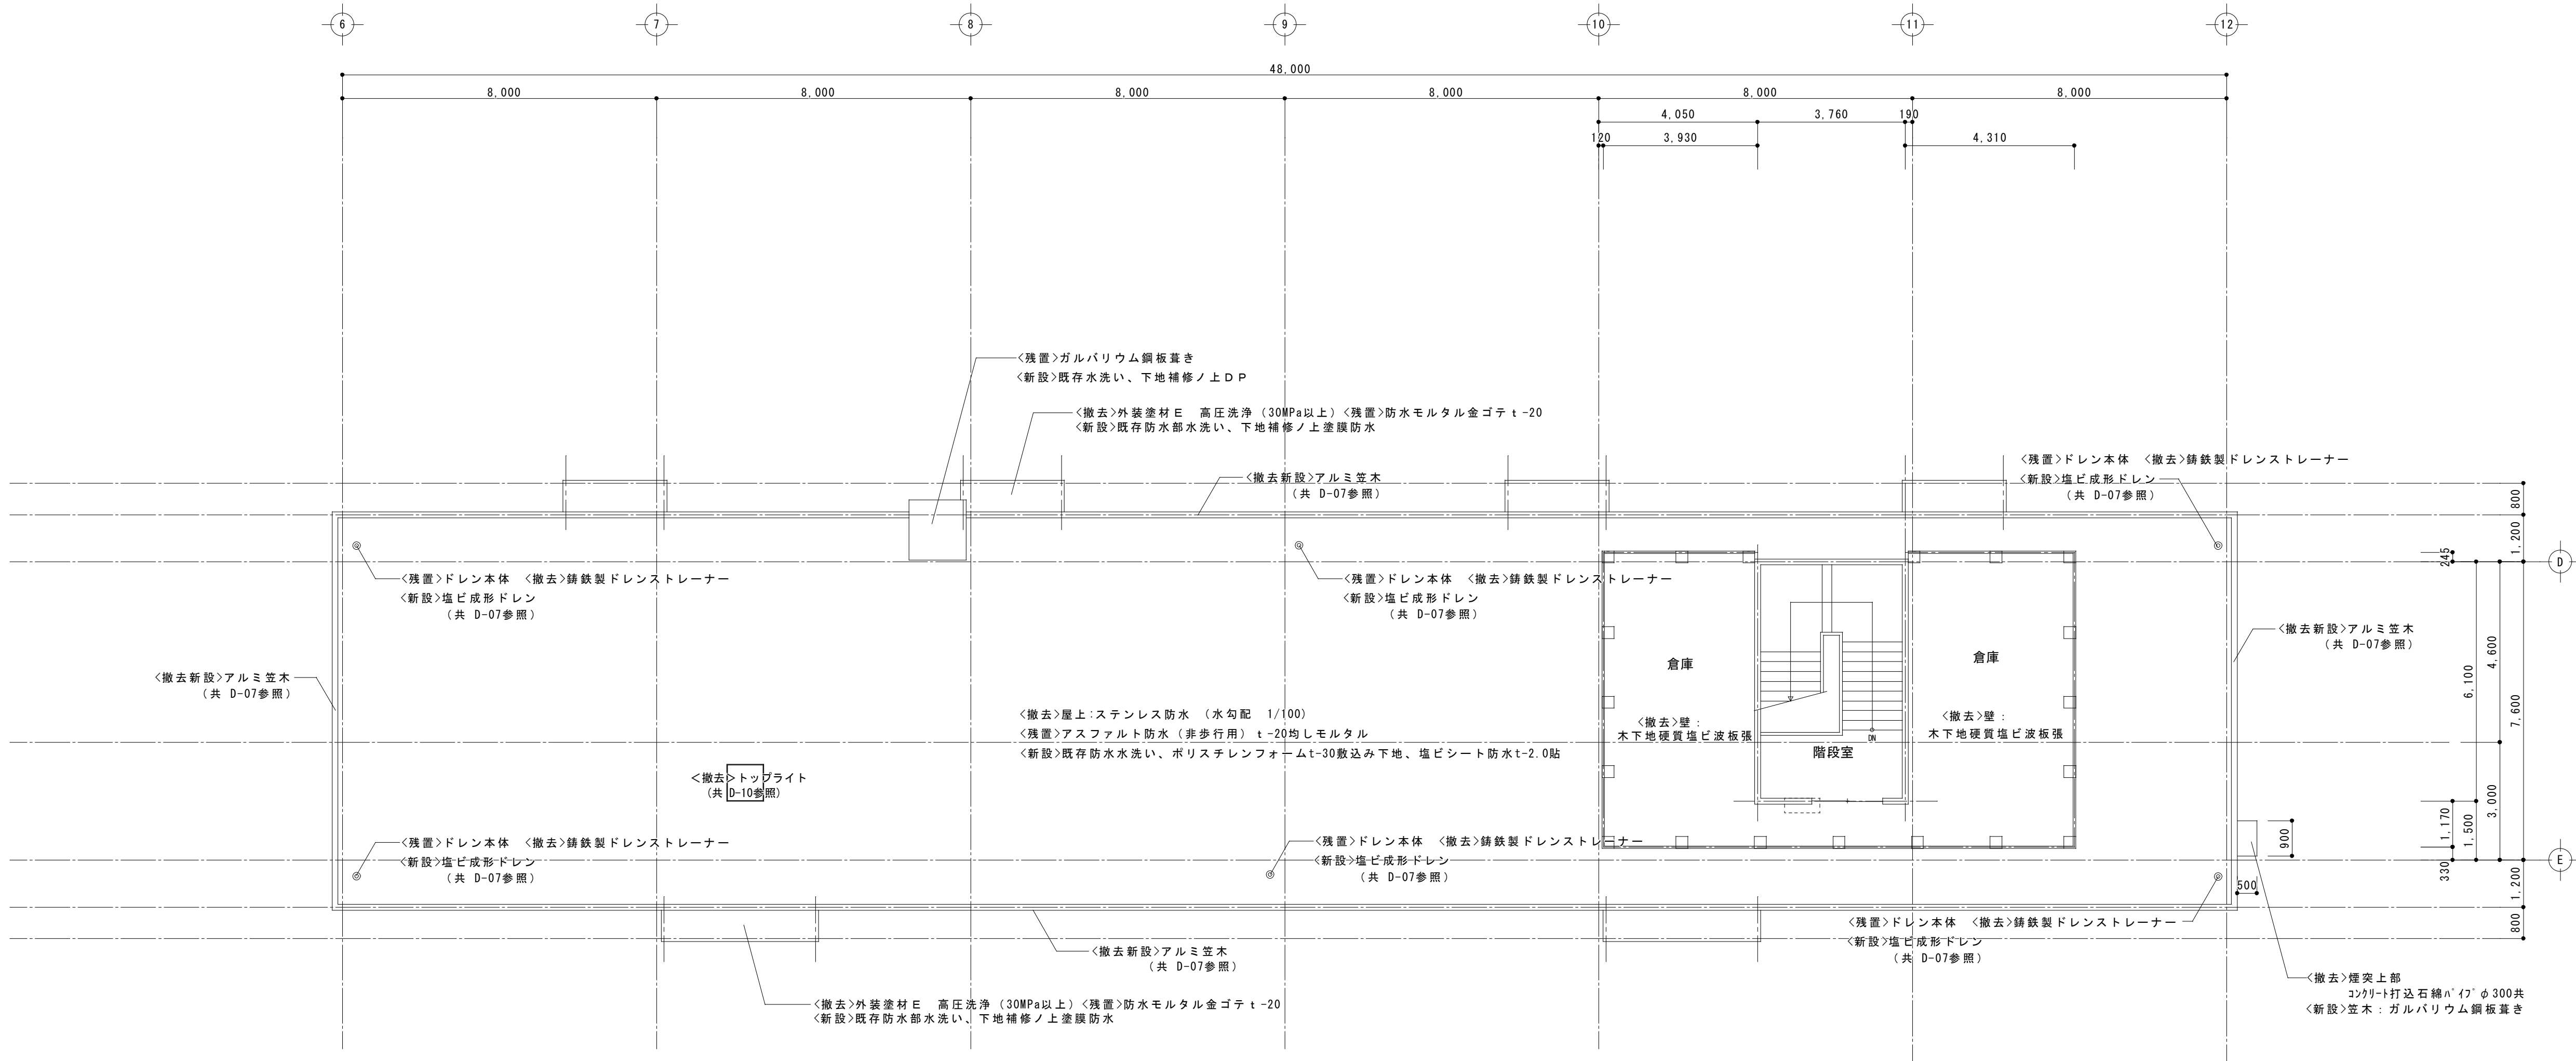 6
7
8
9
10
11
12
48,000
8,000
8,000
8,000
8,000
8,000
8,000
4,050
3,760
190
120
3,930
4,310
<残置>ガルバリウム鋼板葺き
<新設>既存水洗い、下地補修ノ上DP
<撤去>外装塗材E 高圧洗浄（30MPa以上）<残置>防水モルタル金ゴテt-20
<新設>既存防水部水洗い、下地補修ノ上塗膜防水
<撤去新設>アルミ笠木
（共 D-07参照）
<残置>ドレン本体 <撤去>鋳鉄製ドレンストレーナー
<新設>塩ビ成形ドレン
（共 D-07参照）
800
1,200
245
D
<残置>ドレン本体 <撤去>鋳鉄製ドレンストレーナー
<新設>塩ビ成形ドレン
（共 D-07参照）
<残置>ドレン本体 <撤去>鋳鉄製ドレンストレーナー
<新設>塩ビ成形ドレン
（共 D-07参照）
<撤去新設>アルミ笠木
（共 D-07参照）
<撤去新設>アルミ笠木
（共 D-07参照）
倉庫
倉庫
6,100
4,600
7,600
<撤去>屋上:ステンレス防水 （水勾配 1/100）
<残置>アスファルト防水（非歩行用）t-20均しモルタル
<新設>既存防水水洗い、ポリスチレンフォームt-30敷込み下地、塩ビシート防水t-2.0貼
<撤去>壁：
木下地硬質塩ビ波板張
<撤去>壁：
木下地硬質塩ビ波板張
DN
階段室
<撤去>トップライト
（共 D-10参照）
3,000
1,170
1,500
900
330
E
<残置>ドレン本体 <撤去>鋳鉄製ドレンストレーナー
<新設>塩ビ成形ドレン
（共 D-07参照）
<残置>ドレン本体 <撤去>鋳鉄製ドレンストレーナー
<新設>塩ビ成形ドレン
（共 D-07参照）
500
1,200
800
<残置>ドレン本体 <撤去>鋳鉄製ドレンストレーナー
<新設>塩ビ成形ドレン
（共 D-07参照）
<撤去新設>アルミ笠木
（共 D-07参照）
<撤去>煙突上部
ｺﾝｸﾘｰﾄ打込石綿ﾊﾟｲﾌﾟφ300共
<新設>笠木：ガルバリウム鋼板葺き
<撤去>外装塗材E 高圧洗浄（30MPa以上）<残置>防水モルタル金ゴテt-20
<新設>既存防水部水洗い、下地補修ノ上塗膜防水